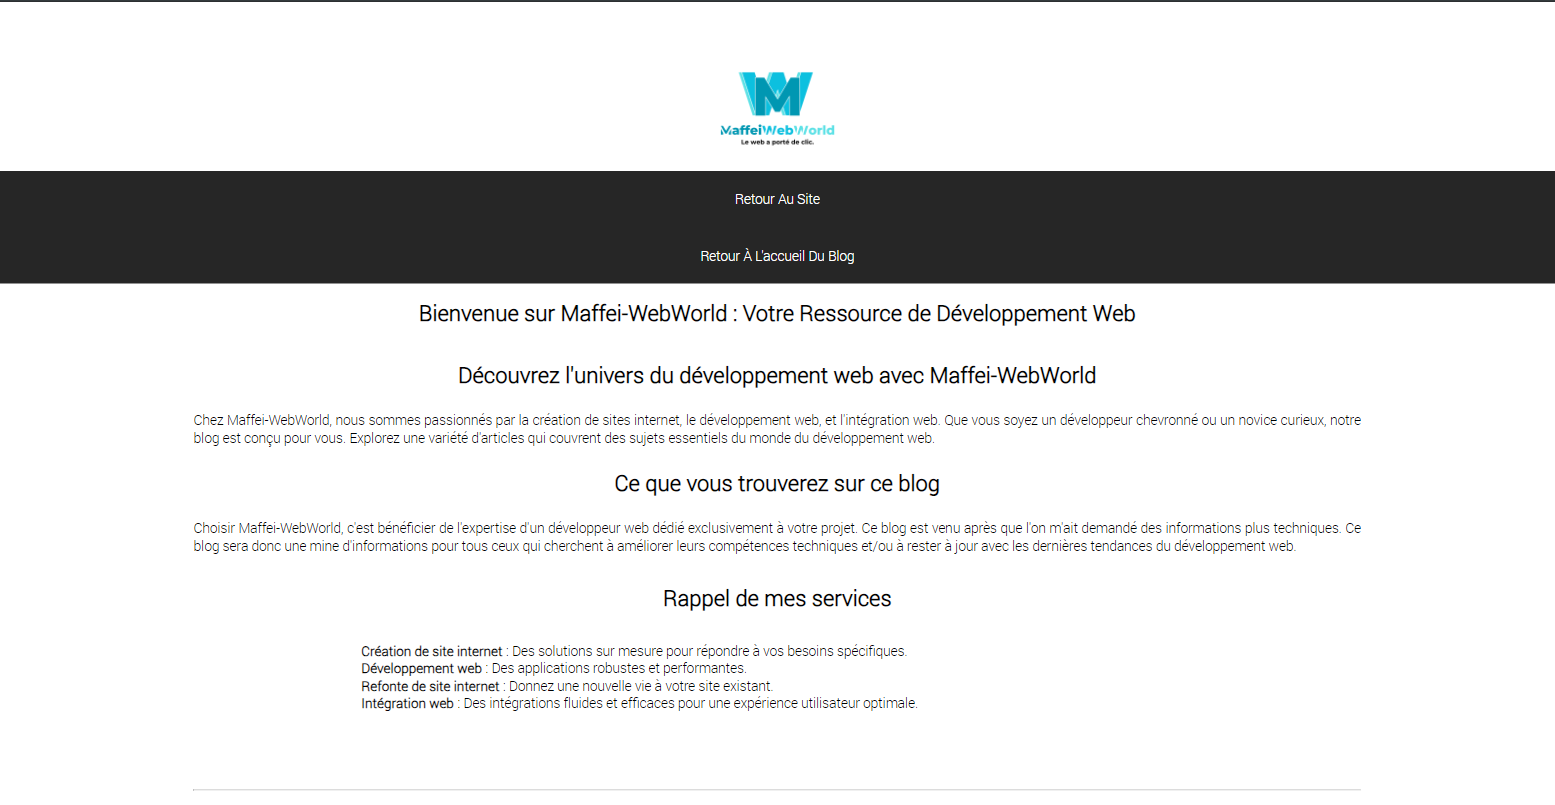 MaffeiWebWorld
Le web a porté de clic.
Retour Au Site
Retour À L'accueil Du Blog
Bienvenue sur Maffei-WebWorld : Votre Ressource de Développement Web
Découvrez l'univers du développement web avec Maffei-WebWorld
Chez Maffei-WebWorld, nous sommes passionnés par la création de sites internet, le développement web, et l'intégration web. Que vous soyez un développeur chevronné ou un novice curieux, notre
blog est conçu pour vous. Explorez une variété d'articles qui couvrent des sujets essentiels du monde du développement web.
Ce que vous trouverez sur ce blog
Choisir Maffei-WebWorld, c'est bénéficier de l'expertise d'un développeur web dédié exclusivement à votre projet. Ce blog est venu après que l'on m'ait demandé des informations plus techniques. Ce
blog sera donc une mine d'informations pour tous ceux qui cherchent à améliorer leurs compétences techniques et/ou à rester à jour avec les dernières tendances du développement web.
Rappel de mes services
Création de site internet : Des solutions sur mesure pour répondre à vos besoins spécifiques.
Développement web : Des applications robustes et performantes.
Refonte de site internet : Donnez une nouvelle vie à votre site existant.
Intégration web : Des intégrations fluides et efficaces pour une expérience utilisateur optimale.